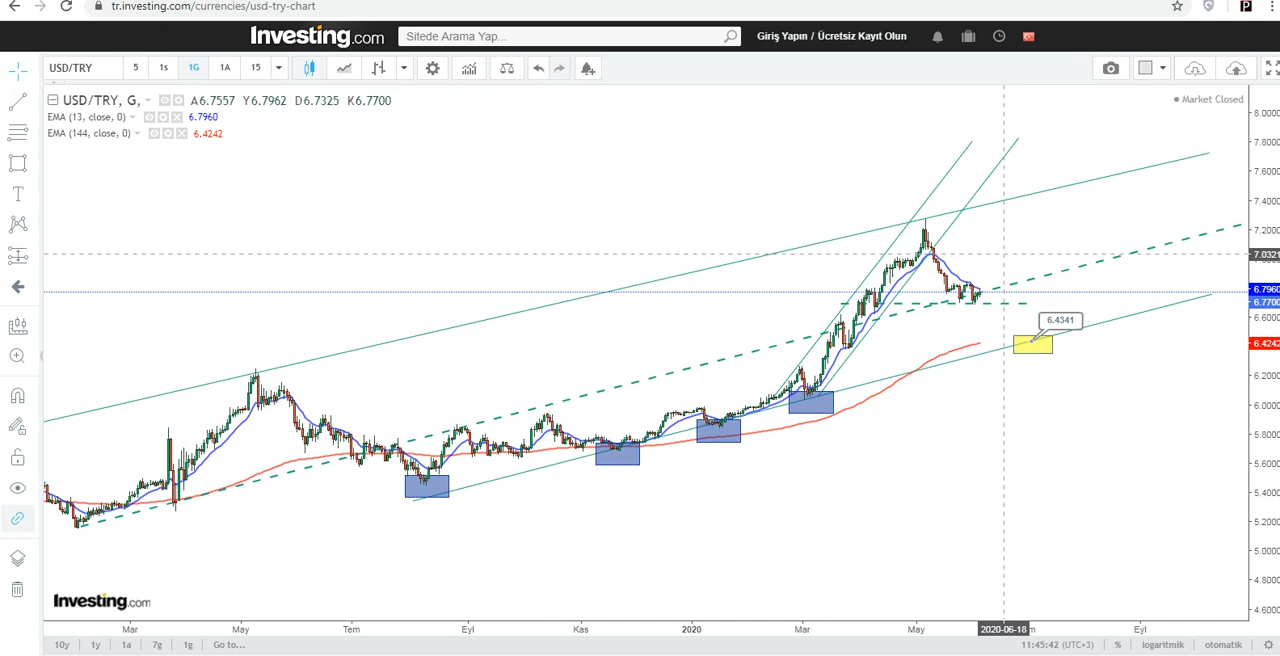 tr.investing.com/currencies/usd-try-chart
Investing.com
Sitede Arama Yap...
Giriş Yapın / Ücretsiz Kayıt Olun
USD/TRY 5 1s 1G 1A 15
USD/TRY, G, A6.7557 Y6.7962 D6.7325 K6.7700
Market Closed
EMA (13, close, 0) 6.7960
EMA (144, close, 0) 6.4242
8.0000
7.8000
7.6000
7.4000
7.2000
7.0321
6.7960
6.7700
6.6000
6.4341
6.4242
6.2000
6.0000
5.8000
5.6000
5.4000
5.2000
5.0000
4.8000
4.6000
Investing.com
Mar May Tem Eyl Kas 2020 Mar May 2020-06-18 Eyl
10y 1y 1a 7g 1g Go to... 11:45:42 (UTC+3) % logaritmik otomatik